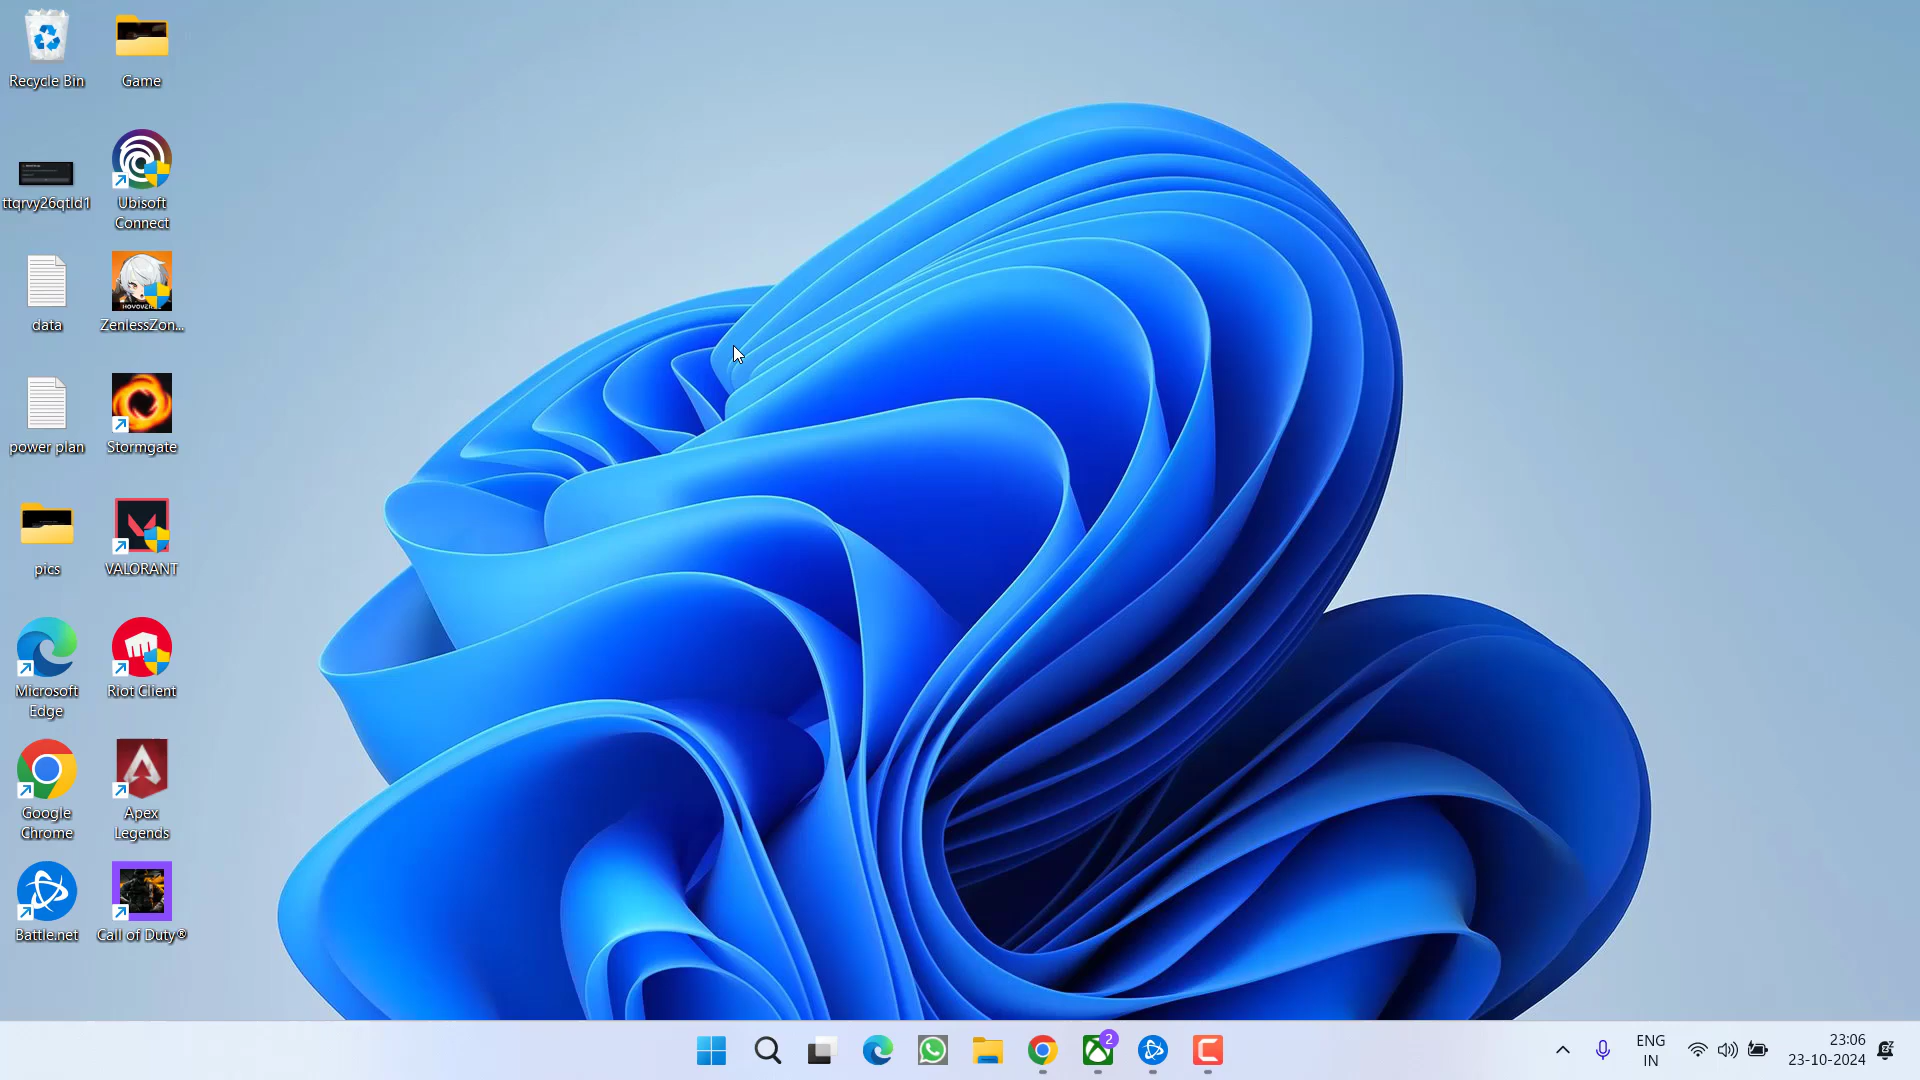 Recycle Bin
Game
ttqrvy26qtld1
Ubisoft
Connect
data
ZenlessZon...
power plan
Stormgate
pics
VALORANT
Microsoft
Edge
Riot Client
Google
Chrome
Apex
Legends
Battle.net
Call of Duty®
2
ENG
IN
23:06
23-10-2024